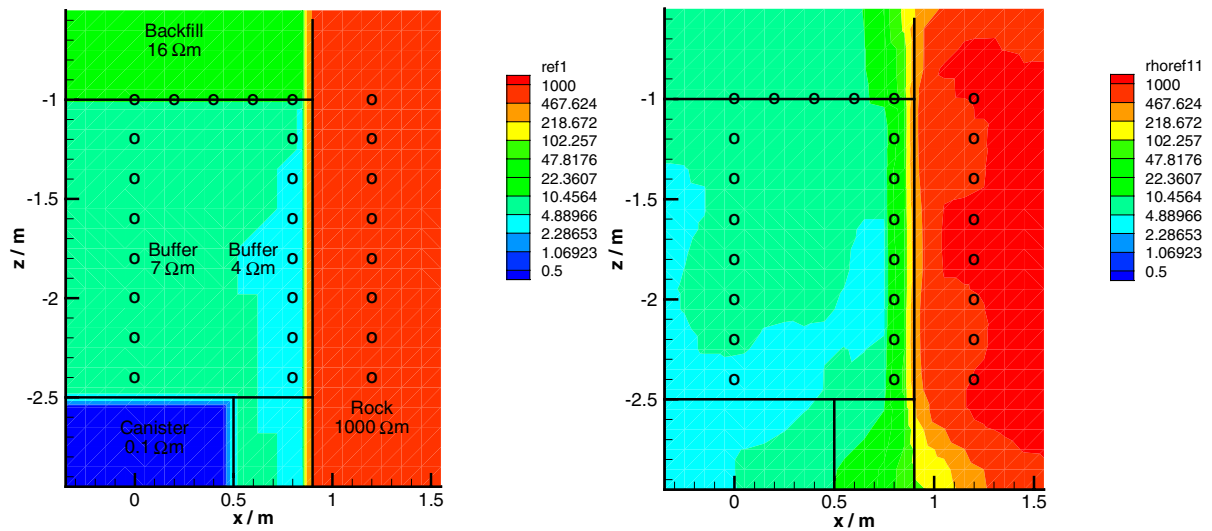 Backfill
16 Ωm
Buffer
7 Ωm
Buffer
4 Ωm
Canister
0.1 Ωm
Rock
1000 Ωm
-1
-1.5
-2
-2.5
z / m
0
0.5
1
1.5
x / m
ref1
1000
467.624
218.672
102.257
47.8176
22.3607
10.4564
4.88966
2.28653
1.06923
0.5
-1
-1.5
-2
-2.5
z / m
0
0.5
1
1.5
x / m
rhoref11
1000
467.624
218.672
102.257
47.8176
22.3607
10.4564
4.88966
2.28653
1.06923
0.5